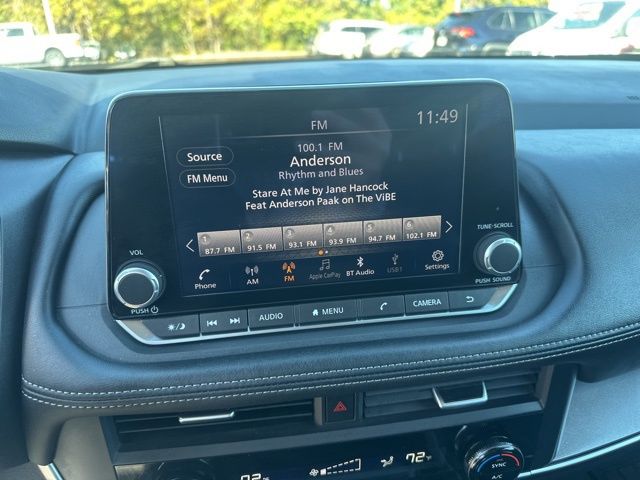 FM
11:49
100.1 FM
Source
Anderson
Rhythm and Blues
FM Menu
Stare At Me by Jane Hancock
Feat Anderson Paak on The ViBE
1 2 3 4 5 6
87.7 FM 91.5 FM 93.1 FM 93.9 FM 94.7 FM 102.1 FM
Phone AM FM Apple CarPlay BT Audio USB1 Settings
VOL
PUSH
TUNE·SCROLL
PUSH SOUND
AUDIO MENU CAMERA
72 72°F
SYNC
A/C